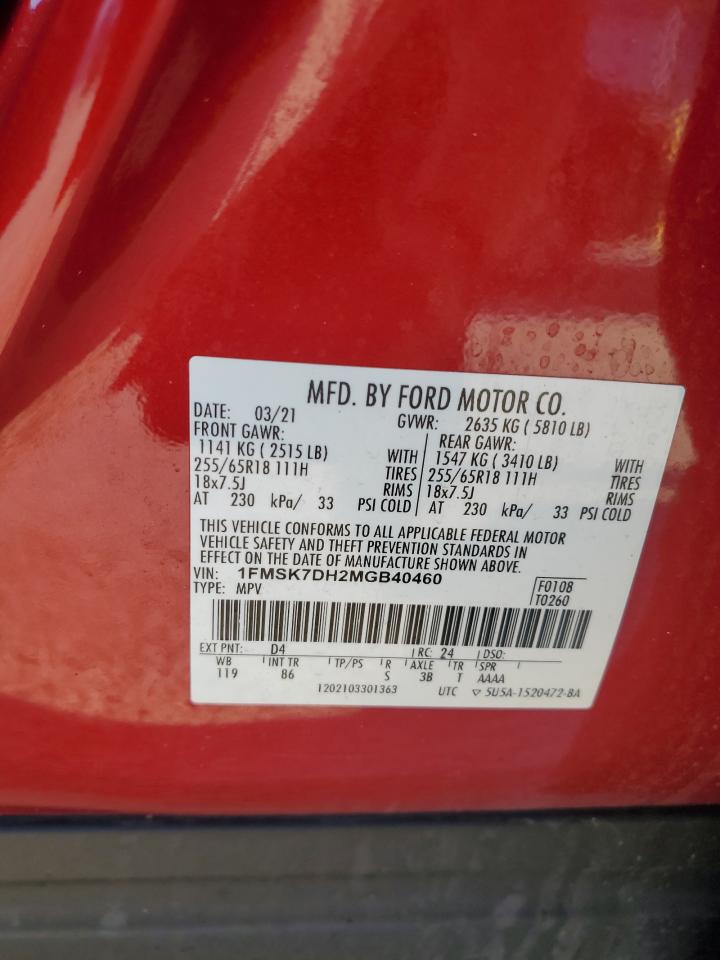 MFD. BY FORD MOTOR CO.
DATE: 03/21 GVWR: 2635 KG ( 5810 LB)
FRONT GAWR: REAR GAWR:
1141 KG ( 2515 LB) WITH 1547 KG ( 3410 LB) WITH
255/65R18 111H TIRES 255/65R18 111H TIRES
18x7.5J RIMS 18x7.5J RIMS
AT 230 kPa/ 33 PSI COLD AT 230 kPa/ 33 PSI COLD
THIS VEHICLE CONFORMS TO ALL APPLICABLE FEDERAL MOTOR
VEHICLE SAFETY AND THEFT PREVENTION STANDARDS IN
EFFECT ON THE DATE OF MANUFACTURE SHOWN ABOVE.
VIN: 1FMSK7DH2MGB40460 F0108
TYPE: MPV T0260
EXT PNT: D4 RC: 24 DSO:
WB INT TR TP/PS R AXLE TR SPR
119 86 S 3B T AAAA
1202103301363 UTC ▽ 5U5A-1520472-BA